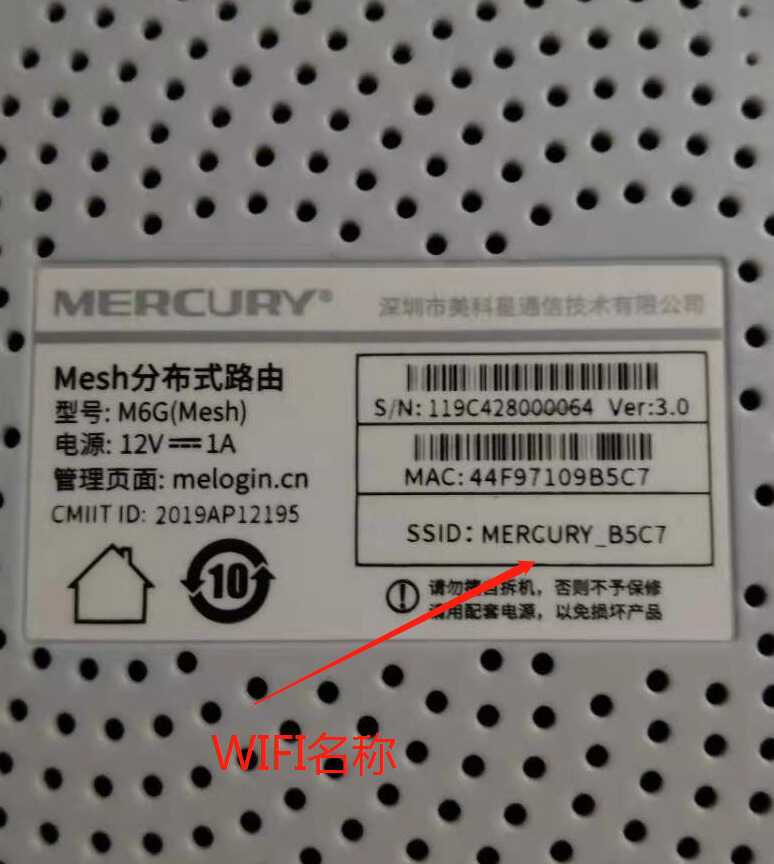 MERCURY®
深圳市美科星通信技术有限公司
Mesh分布式路由
型号: M6G(Mesh)
电源: 12V⎓1A
管理页面: melogin.cn
CMIIT ID: 2019AP12195
10
S/N: 119C428000064 Ver:3.0
MAC: 44F97109B5C7
SSID: MERCURY_B5C7
请勿擅自拆机，否则不予保修
请用配套电源，以免损坏产品
WIFI名称